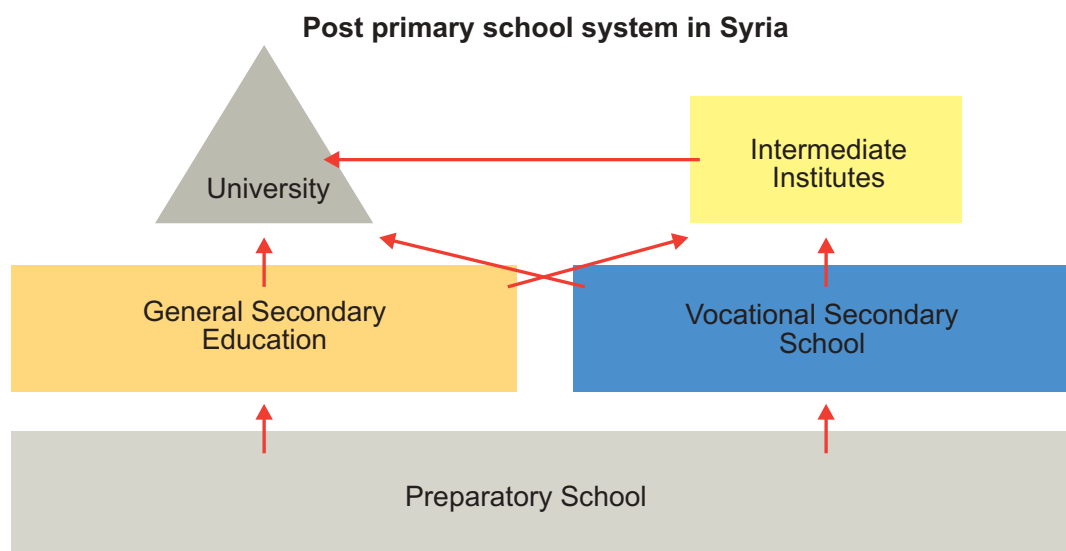 Post primary school system in Syria
Intermediate
Institutes
University
General Secondary
Education
Vocational Secondary
School
Preparatory School